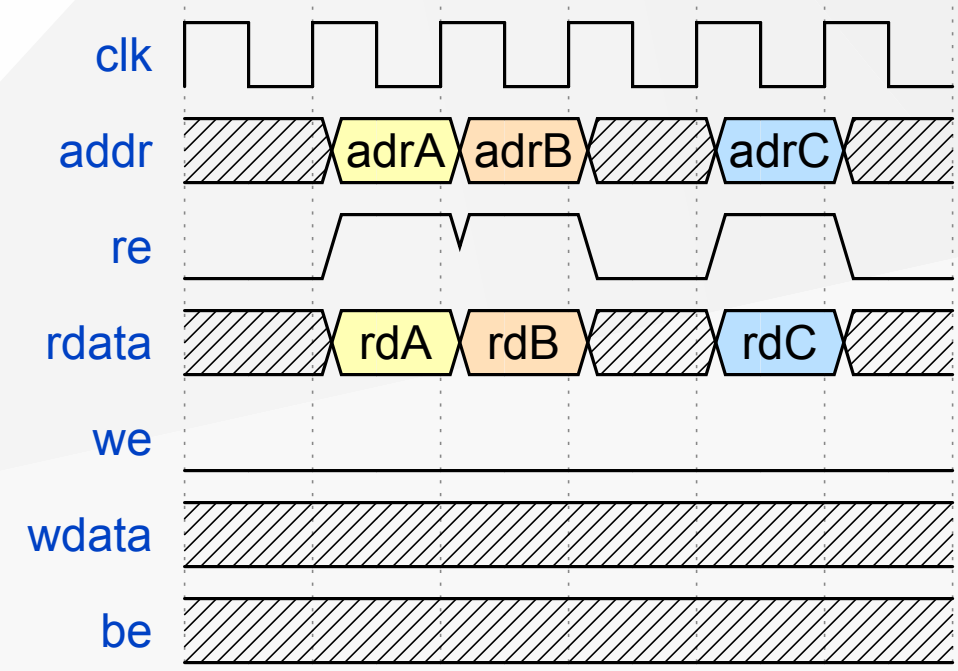 clk
addr adrA adrB adrC
re
rdata rdA rdB rdC
we
wdata
be